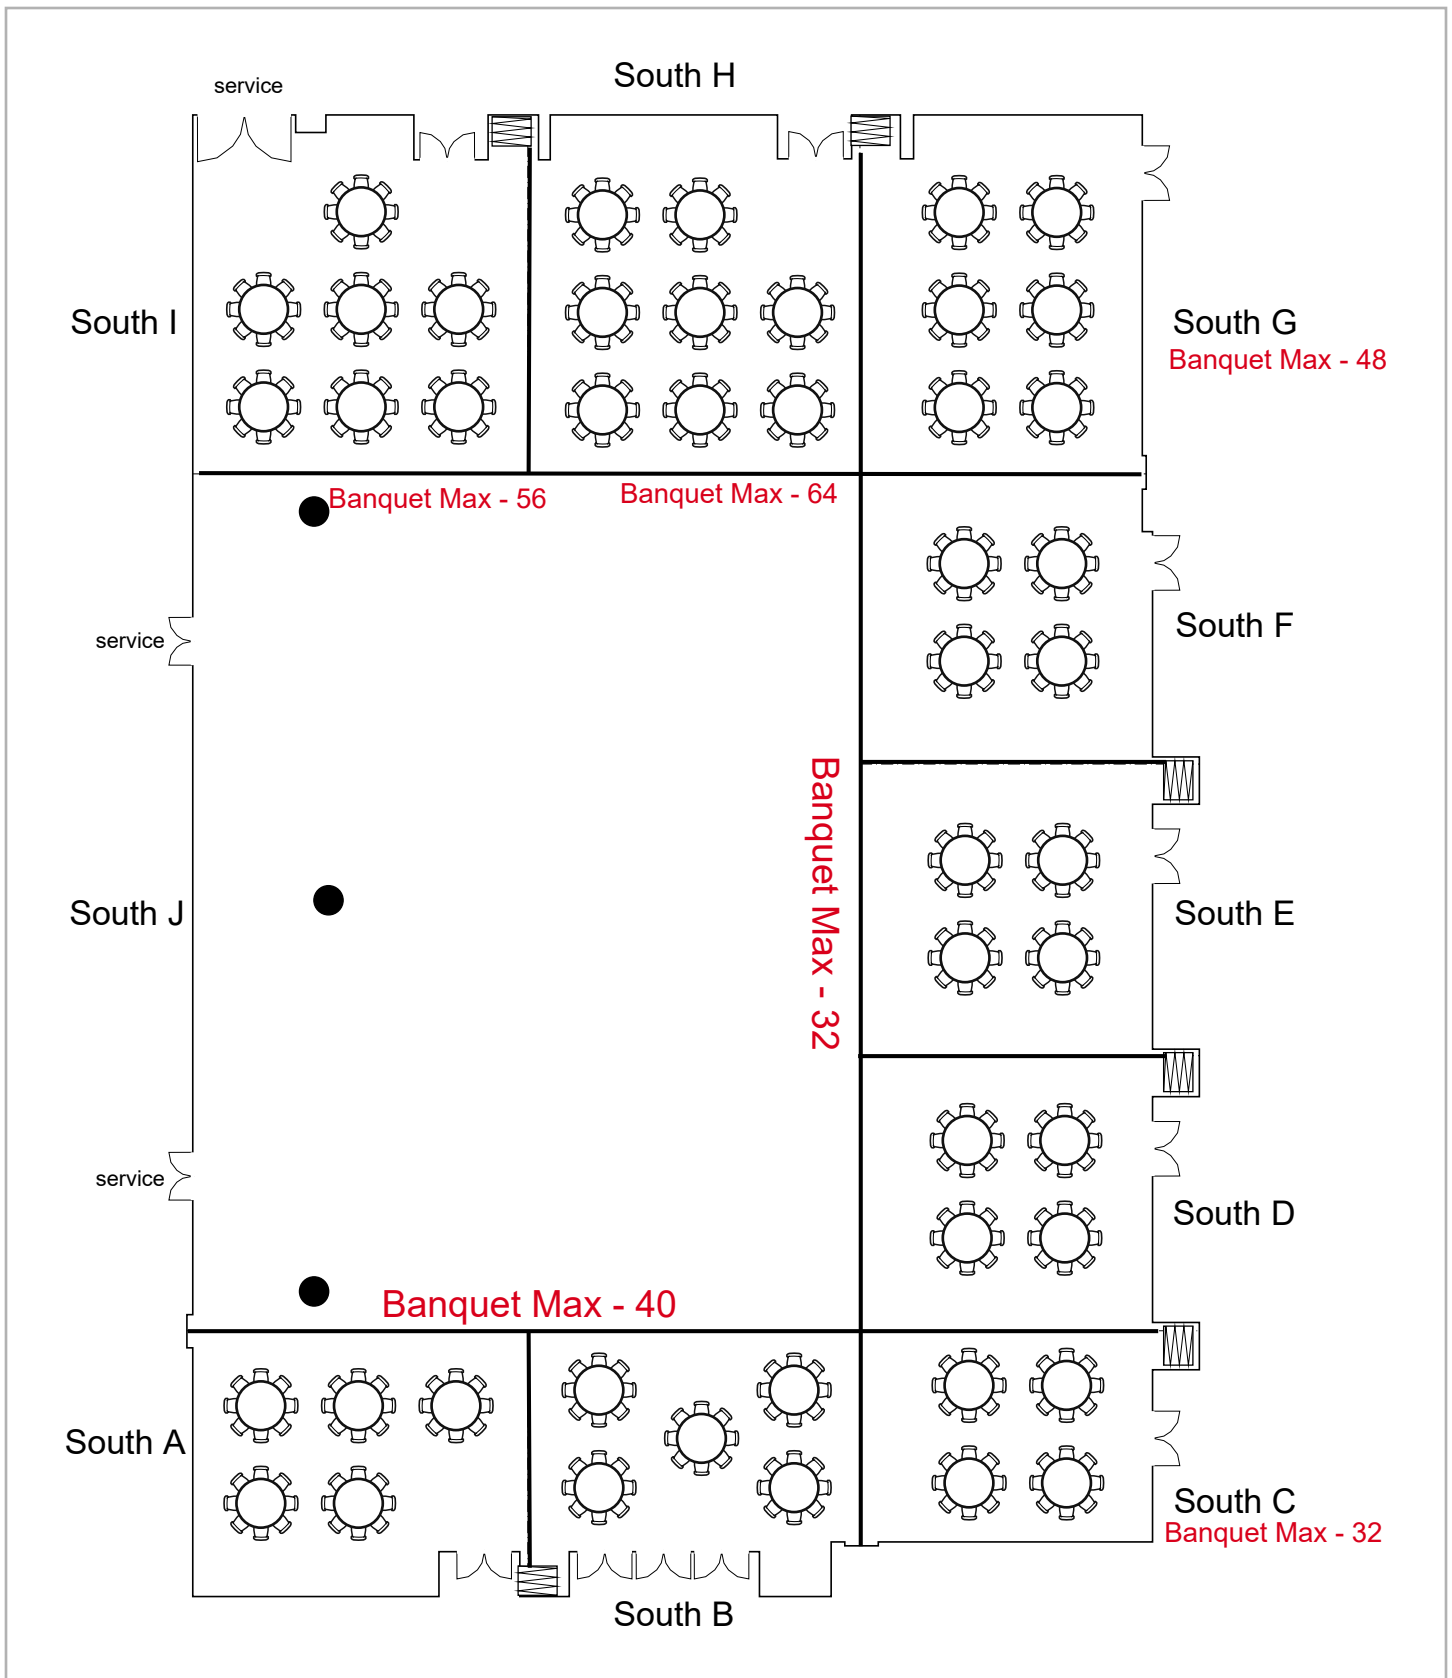 South H
service
South I
South G
Banquet Max - 48
Banquet Max - 56
Banquet Max - 64
South F
service
Banquet Max - 32
South J
South E
service
South D
Banquet Max - 40
South A
South C
Banquet Max - 32
South B